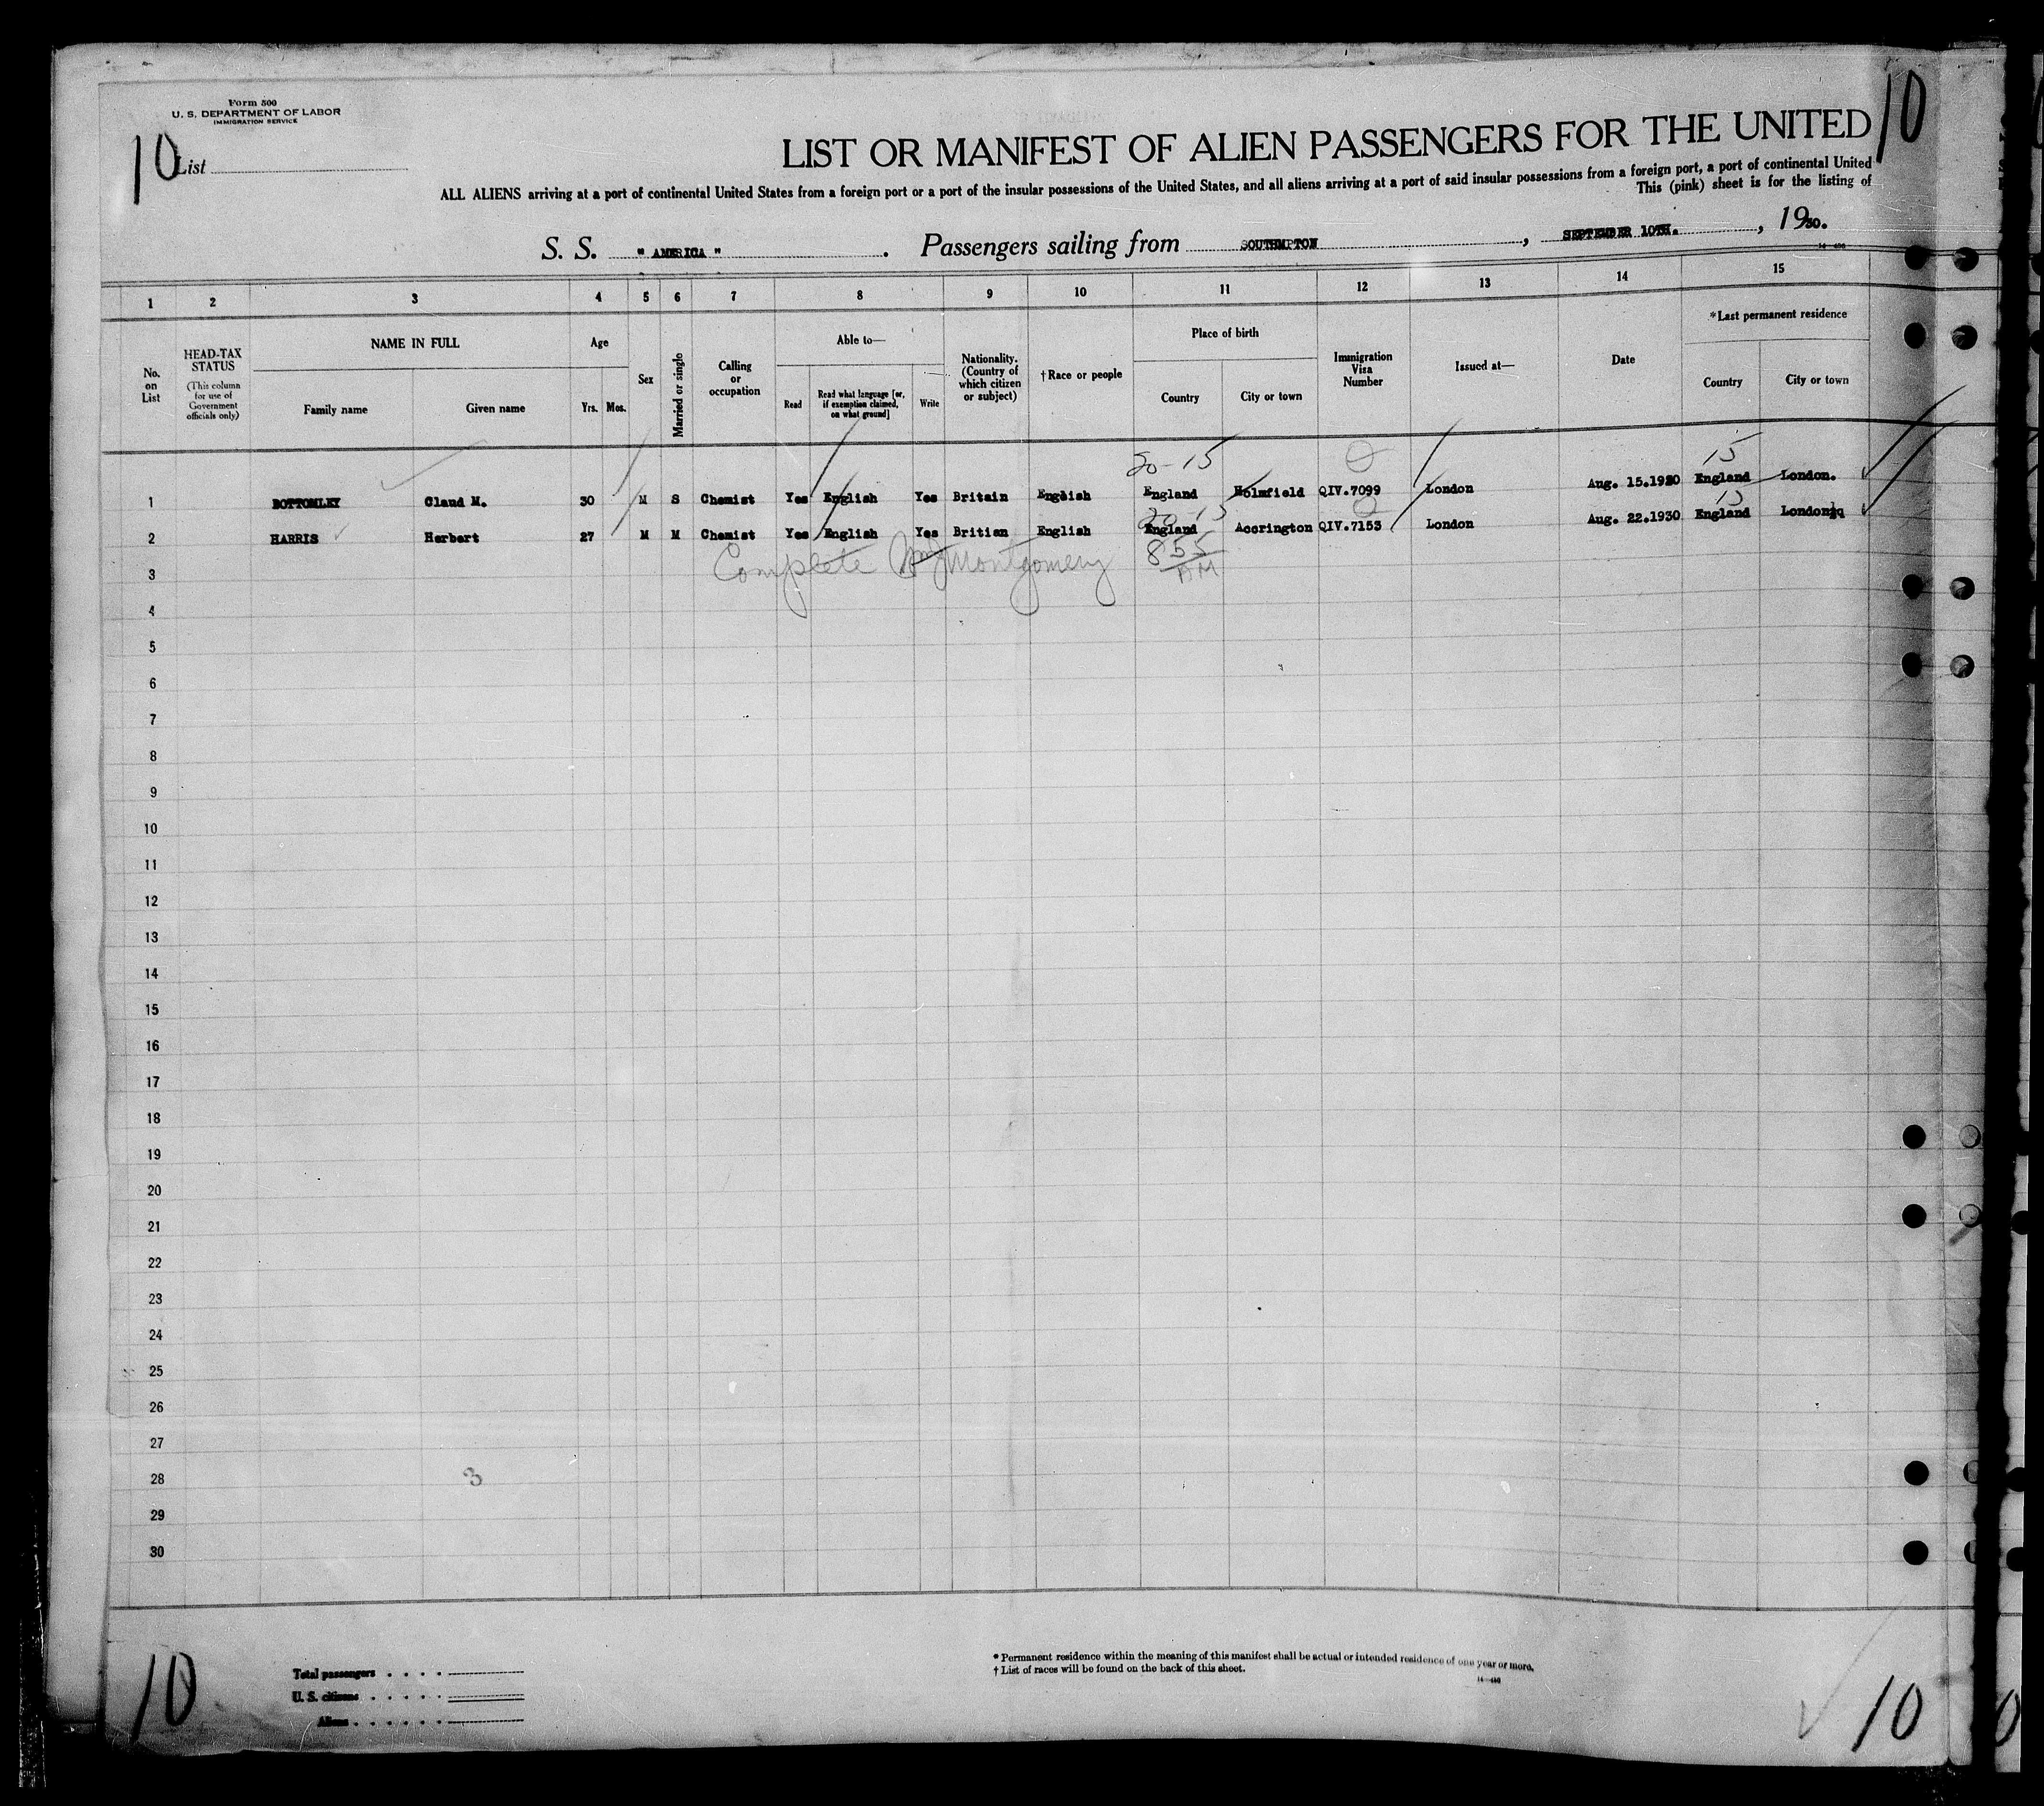 Form 500
U. S. DEPARTMENT OF LABOR
IMMIGRATION SERVICE
10
10
List
LIST OR MANIFEST OF ALIEN PASSENGERS FOR THE UNITED
ALL ALIENS arriving at a port of continental United States from a foreign port or a port of the insular possessions of the United States, and all aliens arriving at a port of said insular possessions from a foreign port, a port of continental United
This (pink) sheet is for the listing of
S. S. " AMERICA ". Passengers sailing from SOUTHMPTON, SEPTEMBER 10TH., 1930.
1 2 3 4 5 6 7 8 9 10 11 12 13 14 15
No. on List
HEAD-TAX STATUS
(This column for use of Government officials only)
NAME IN FULL
Family name Given name
Age
Yrs. Mos.
Sex
Married or single
Calling or occupation
Able to—
Read
Read what language [or, if exemption claimed, on what ground]
Write
Nationality. (Country of which citizen or subject)
†Race or people
Place of birth
Country City or town
Immigration Visa Number
Issued at—
Date
*Last permanent residence
Country City or town
20-15 15
1 BOTTOMLEY Claud M. 30 M S Chemist Yes English Yes Britain English England Holmfield QIV.7099 London Aug. 15.1930 England London.
15
2 HARRIS Herbert 27 M M Chemist Yes English Yes Britian English England Accrington QIV.7153 London Aug. 22.1930 England London
Complete Montgomery 855 AM
3
4
5
6
7
8
9
10
11
12
13
14
15
16
17
18
19
20
21
22
23
24
25
26
27
28 3
29
30
Total passengers
U. S. citizens
Aliens
* Permanent residence within the meaning of this manifest shall be actual or intended residence of one year or more.
† List of races will be found on the back of this sheet.
10
10